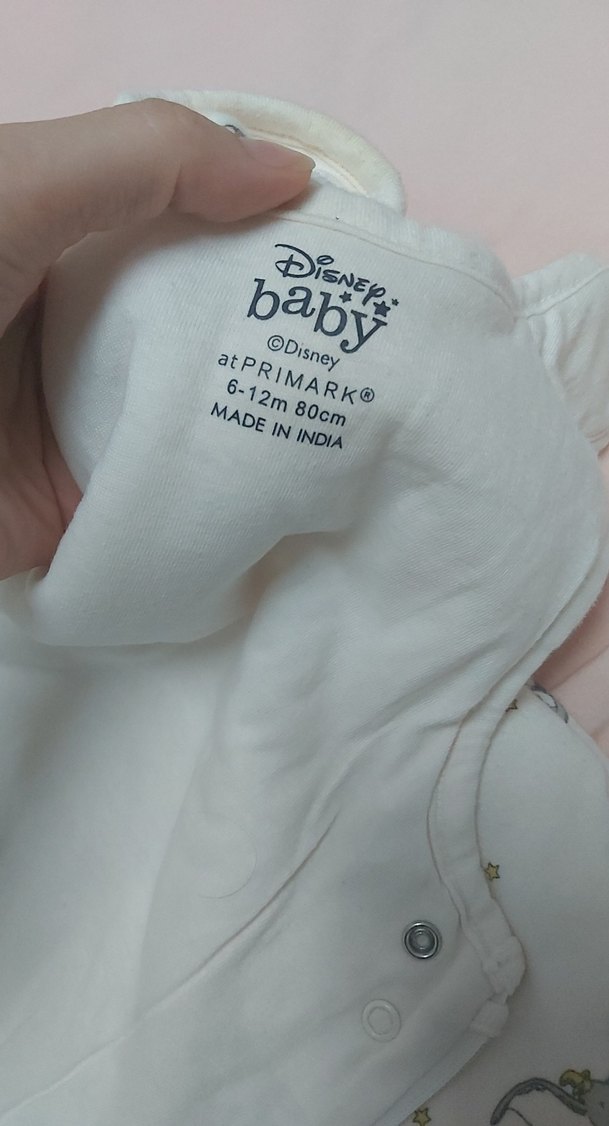 Disney
baby
©Disney
at PRIMARK®
6-12m 80cm
MADE IN INDIA